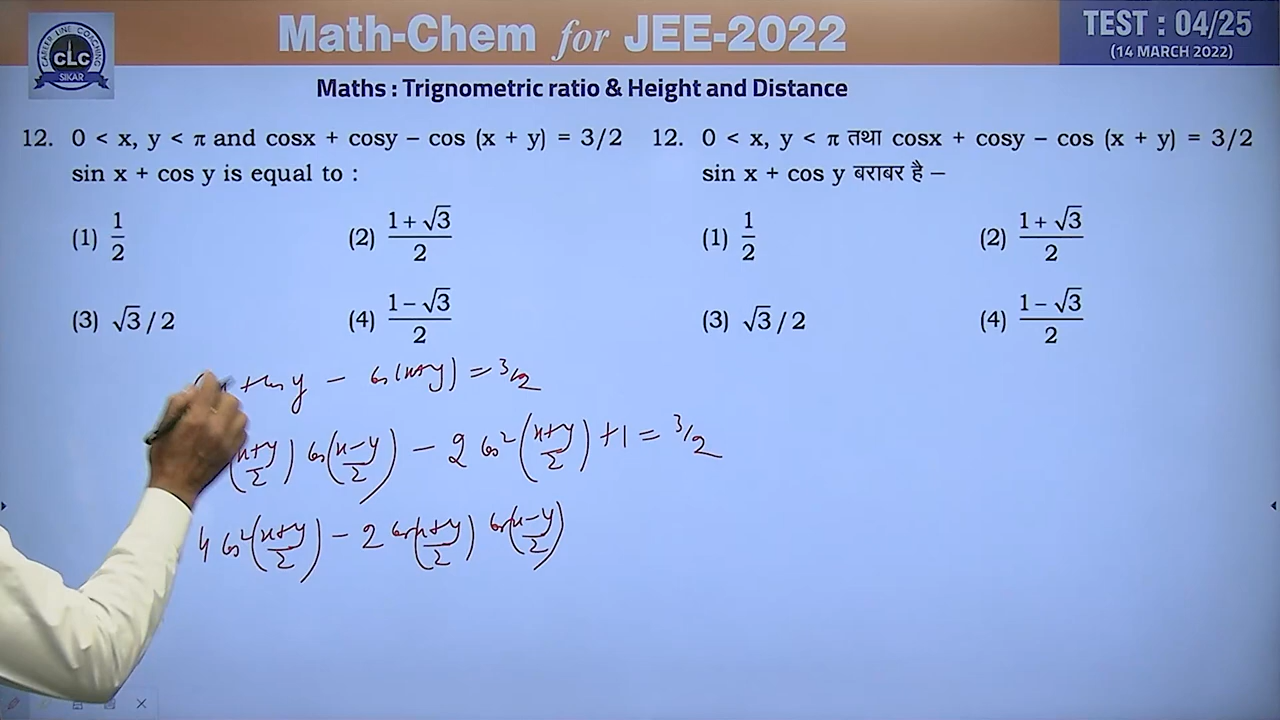 CAREER LINE COACHING
CLC
SIKAR
Math-Chem for JEE-2022
TEST : 04/25
(14 MARCH 2022)
Maths : Trignometric ratio & Height and Distance
12. 0 < x, y < π and cosx + cosy – cos (x + y) = 3/2
sin x + cos y is equal to :
(1) 1/2
(2) (1 + √3)/2
(3) √3 / 2
(4) (1 – √3)/2
12. 0 < x, y < π तथा cosx + cosy – cos (x + y) = 3/2
sin x + cos y बराबर है –
(1) 1/2
(2) (1 + √3)/2
(3) √3 / 2
(4) (1 – √3)/2
+ cos y – cos(x+y) = 3/2
((x+y)/2) cos((x–y)/2) – 2 cos²((x+y)/2) + 1 = 3/2
4 cos²((x+y)/2) – 2 cos((x+y)/2) cos((x–y)/2)